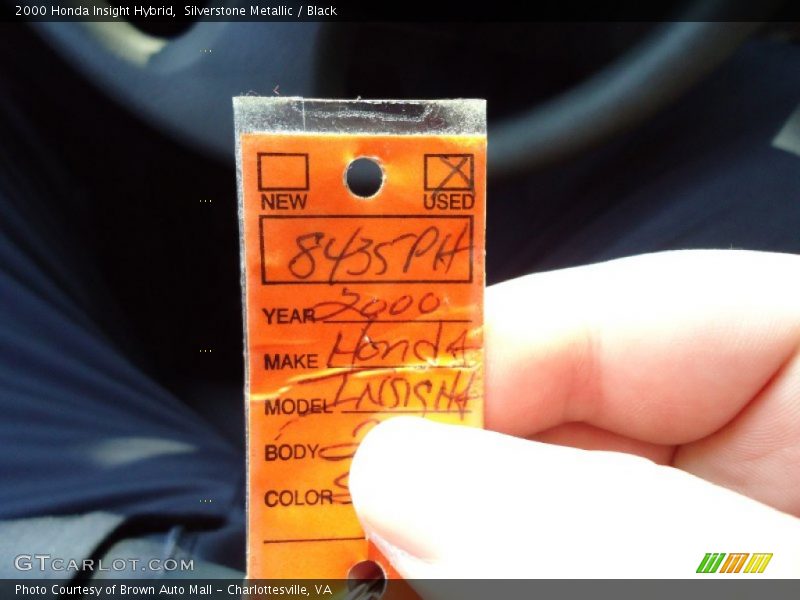 2000 Honda Insight Hybrid,  Silverstone Metallic / Black
NEW USED
8435PH
YEAR 2000
MAKE Honda
MODEL INSIGHt
BODY
COLOR
GTCARLOT.COM
Photo Courtesy of Brown Auto Mall - Charlottesville, VA